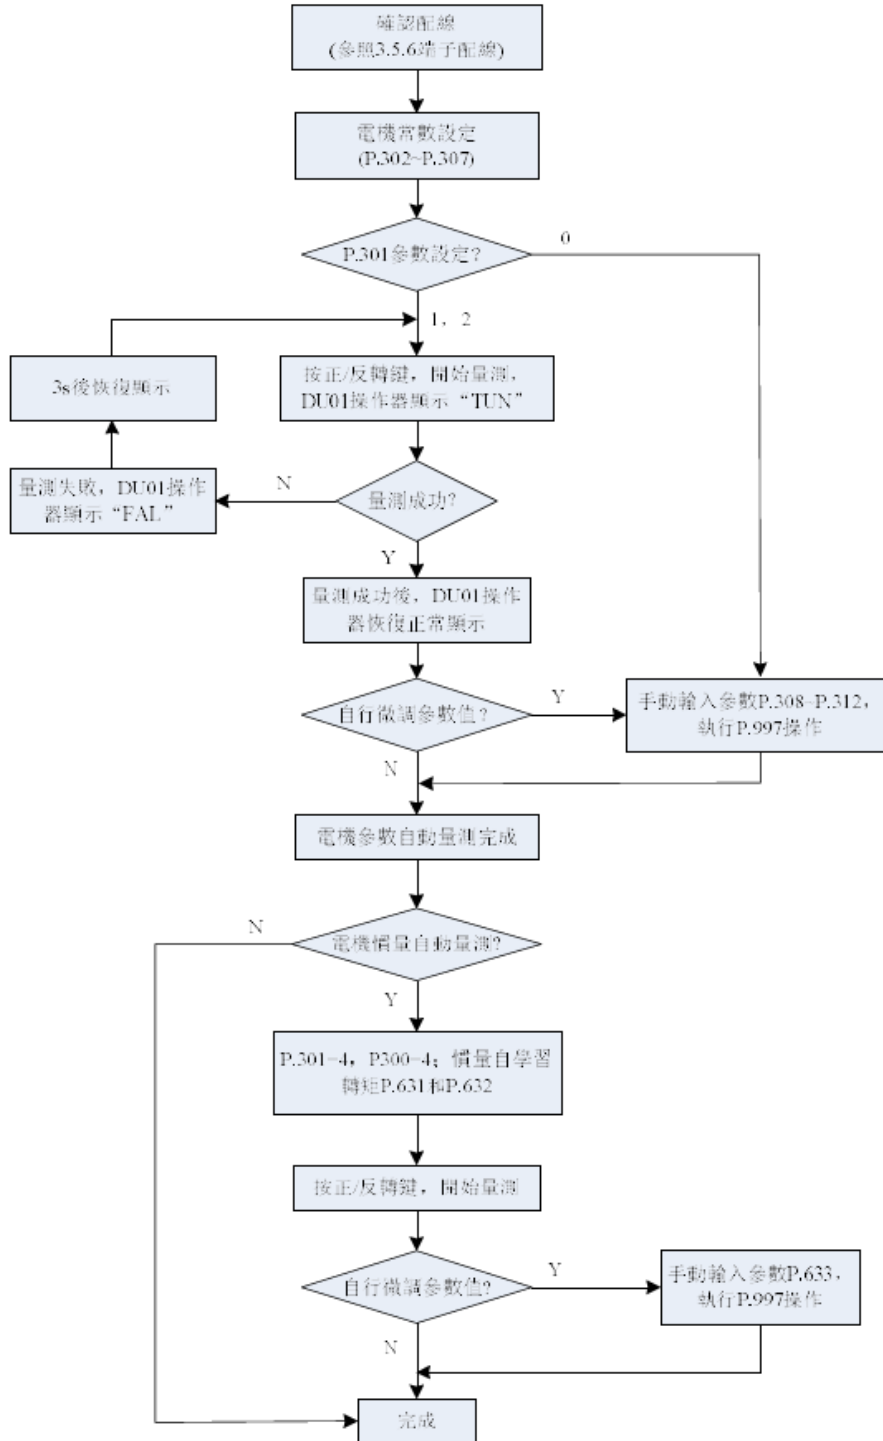 確認配線
(參照3.5.6端子配線)
電機常數設定
(P.302~P.307)
P.301參數設定?
0
1，2
3s後恢復顯示
按正/反轉鍵，開始量測，
DU01操作器顯示“TUN”
量測失敗，DU01操作
器顯示“FAL”
N
量測成功?
Y
量測成功後，DU01操作
器恢復正常顯示
自行微調參數值?
Y
手動輸入參數P.308~P.312，
執行P.997操作
N
電機參數自動量測完成
N
電機慣量自動量測?
Y
P.301=4，P300=4；慣量自學習
轉矩P.631和P.632
按正/反轉鍵，開始量測
自行微調參數值?
Y
手動輸入參數P.633，
執行P.997操作
N
完成